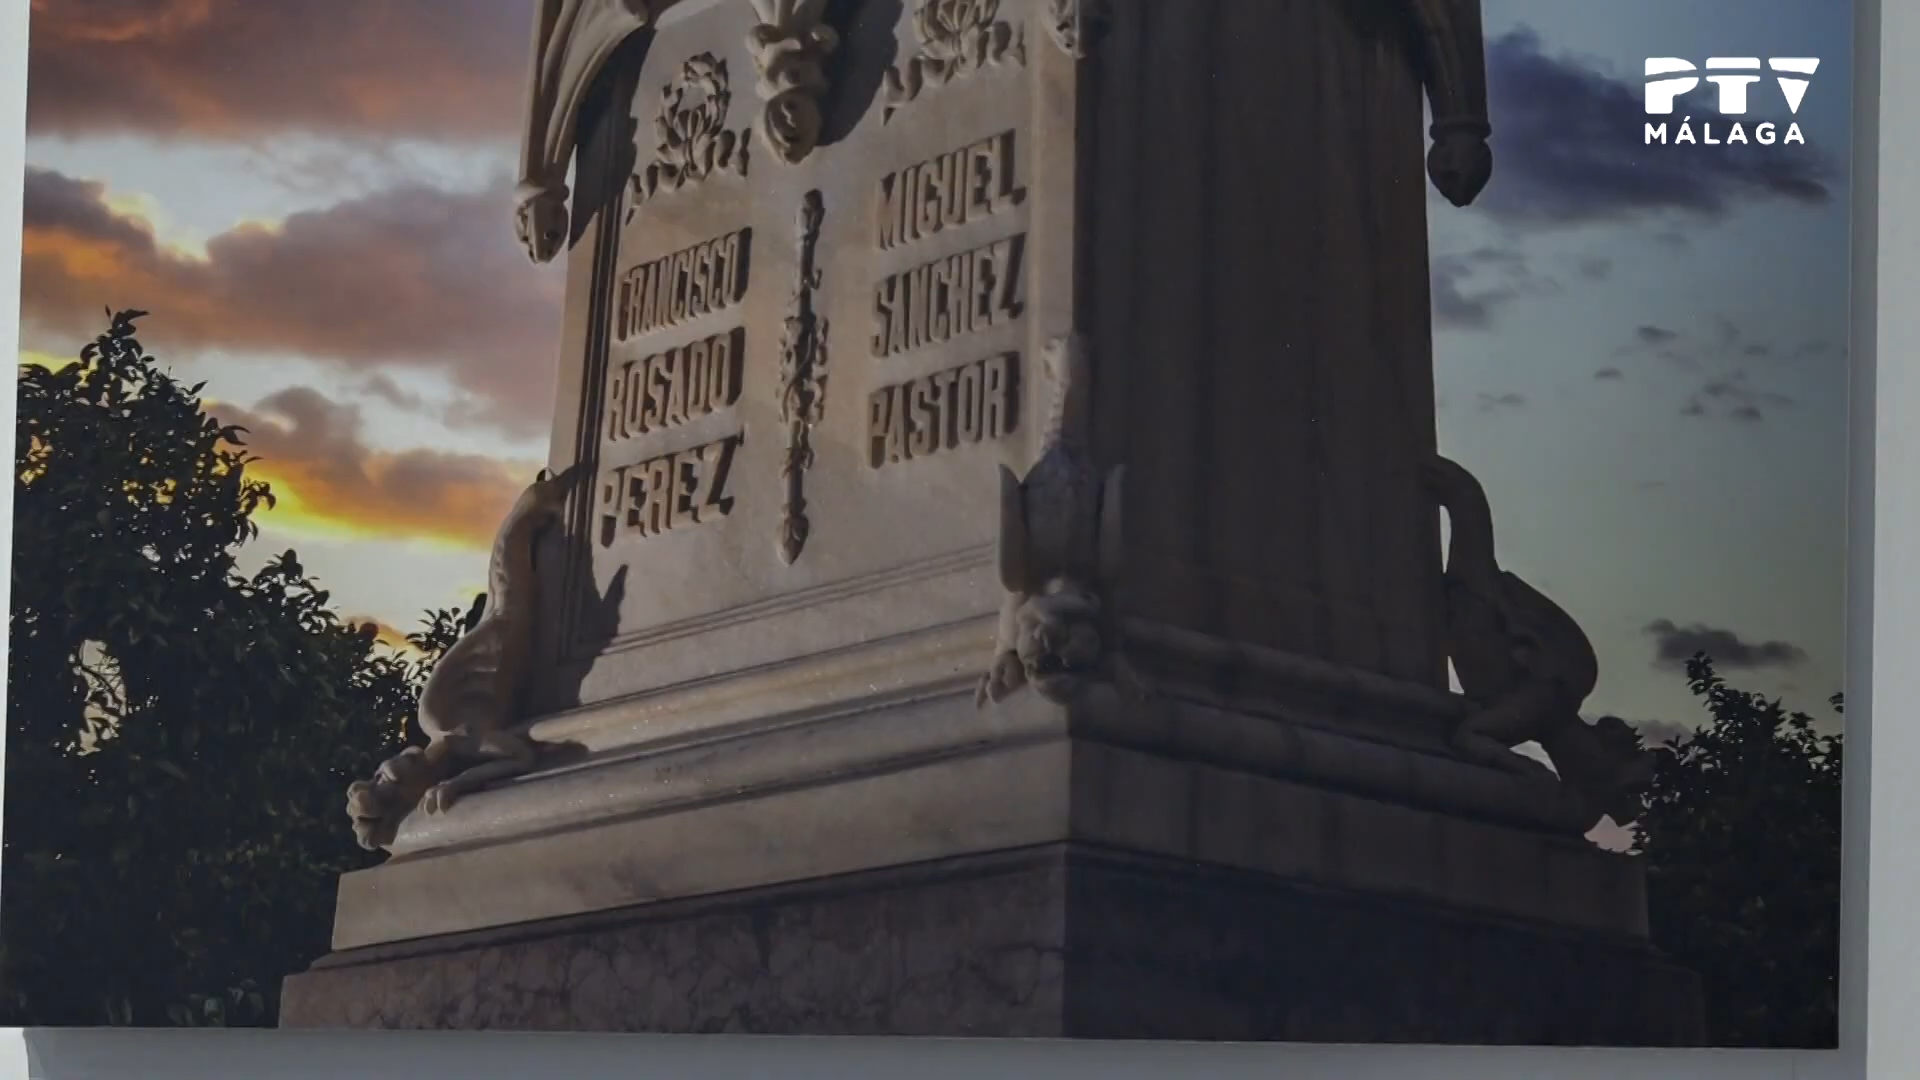 FRANCISCO
ROSADO
PEREZ
MIGUEL
SANCHEZ
PASTOR
PTV
MÁLAGA